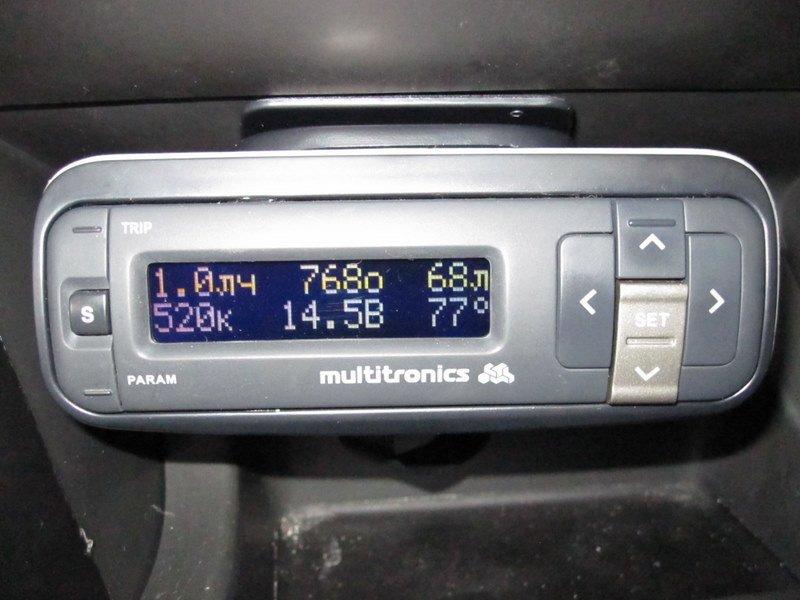 TRIP
1.0лч 768о 68л
520к 14.5В 77°
S
SET
PARAM
multitronics